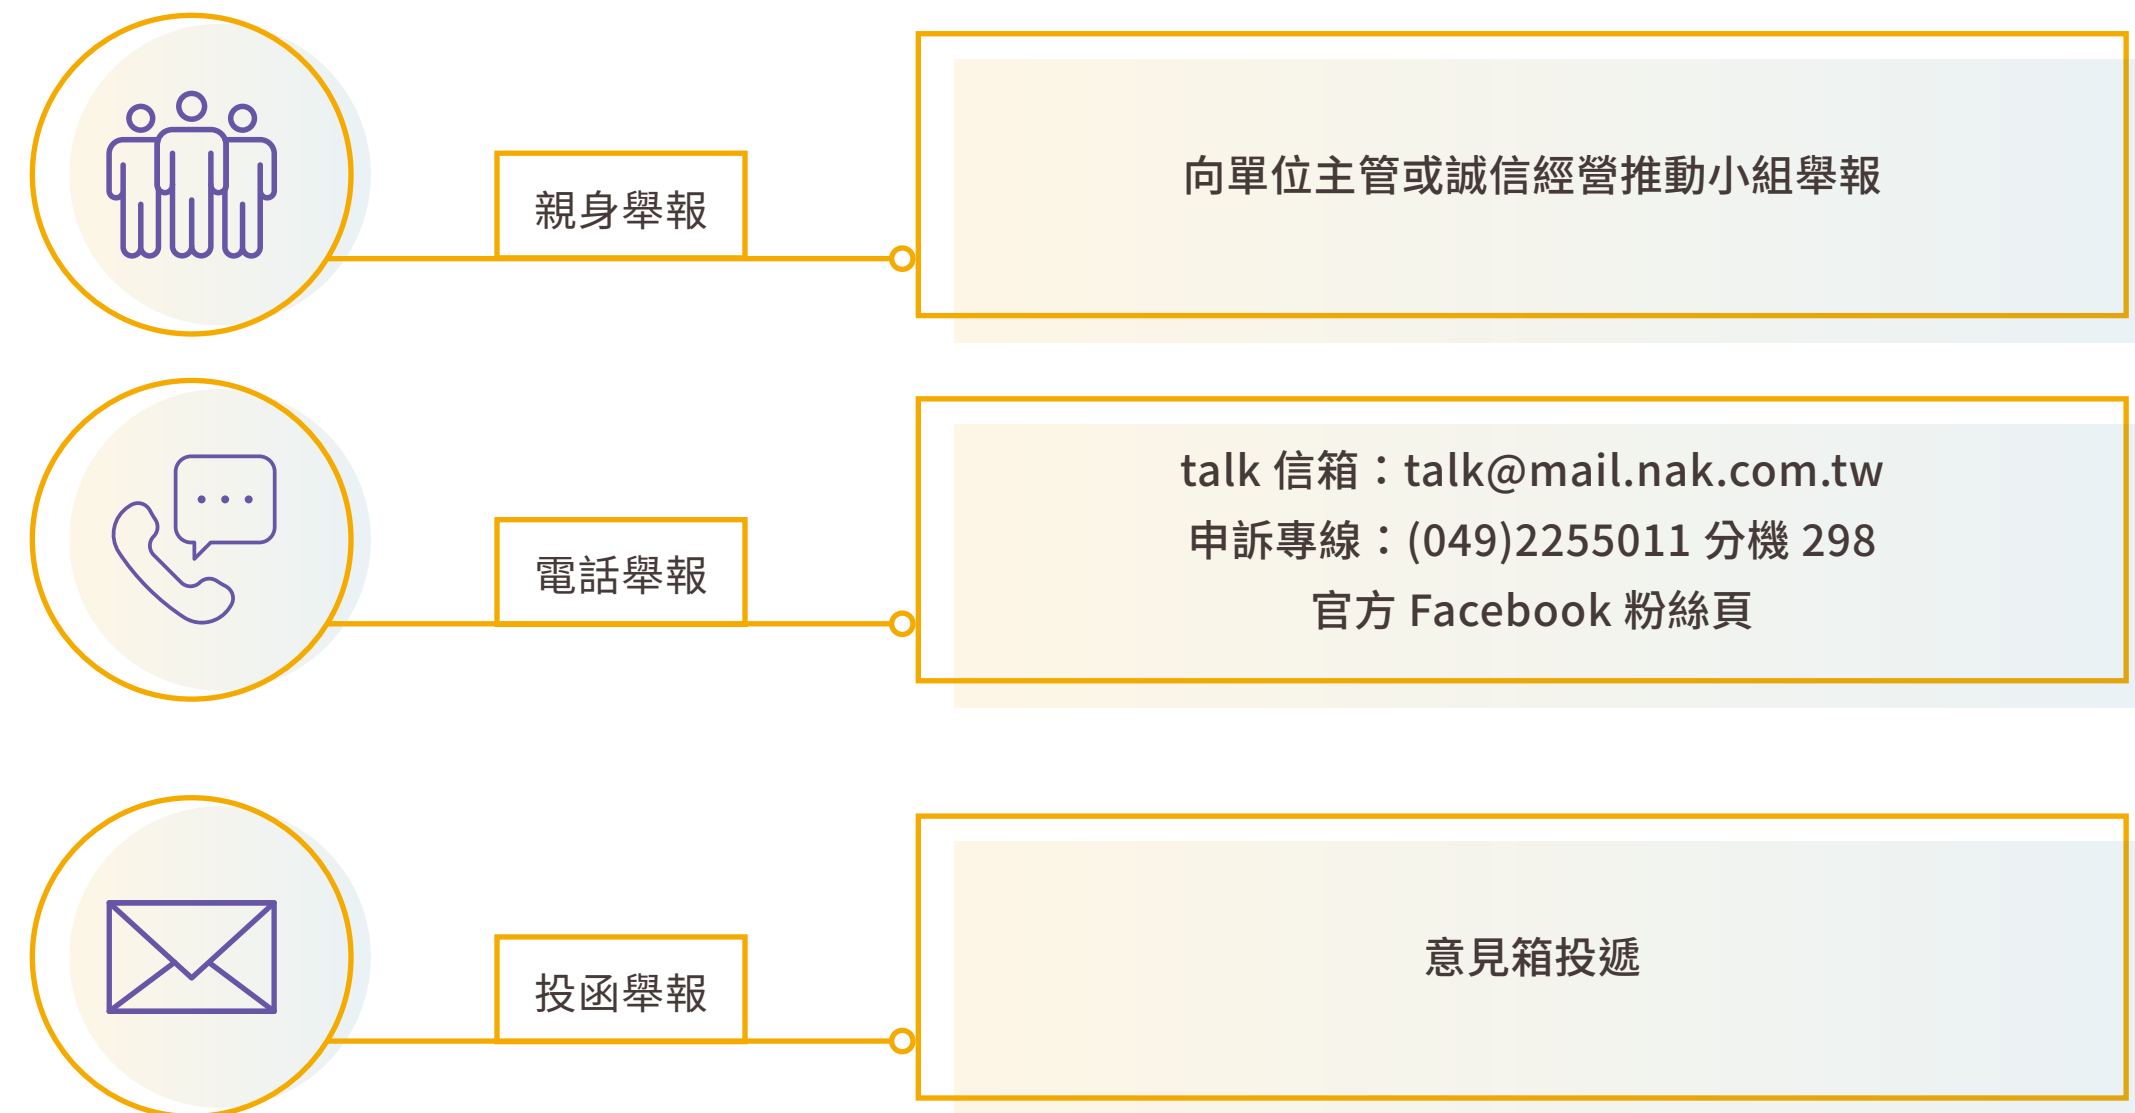 親身舉報
向單位主管或誠信經營推動小組舉報
電話舉報
talk 信箱：talk@mail.nak.com.tw
申訴專線：(049)2255011 分機 298
官方 Facebook 粉絲頁
投函舉報
意見箱投遞